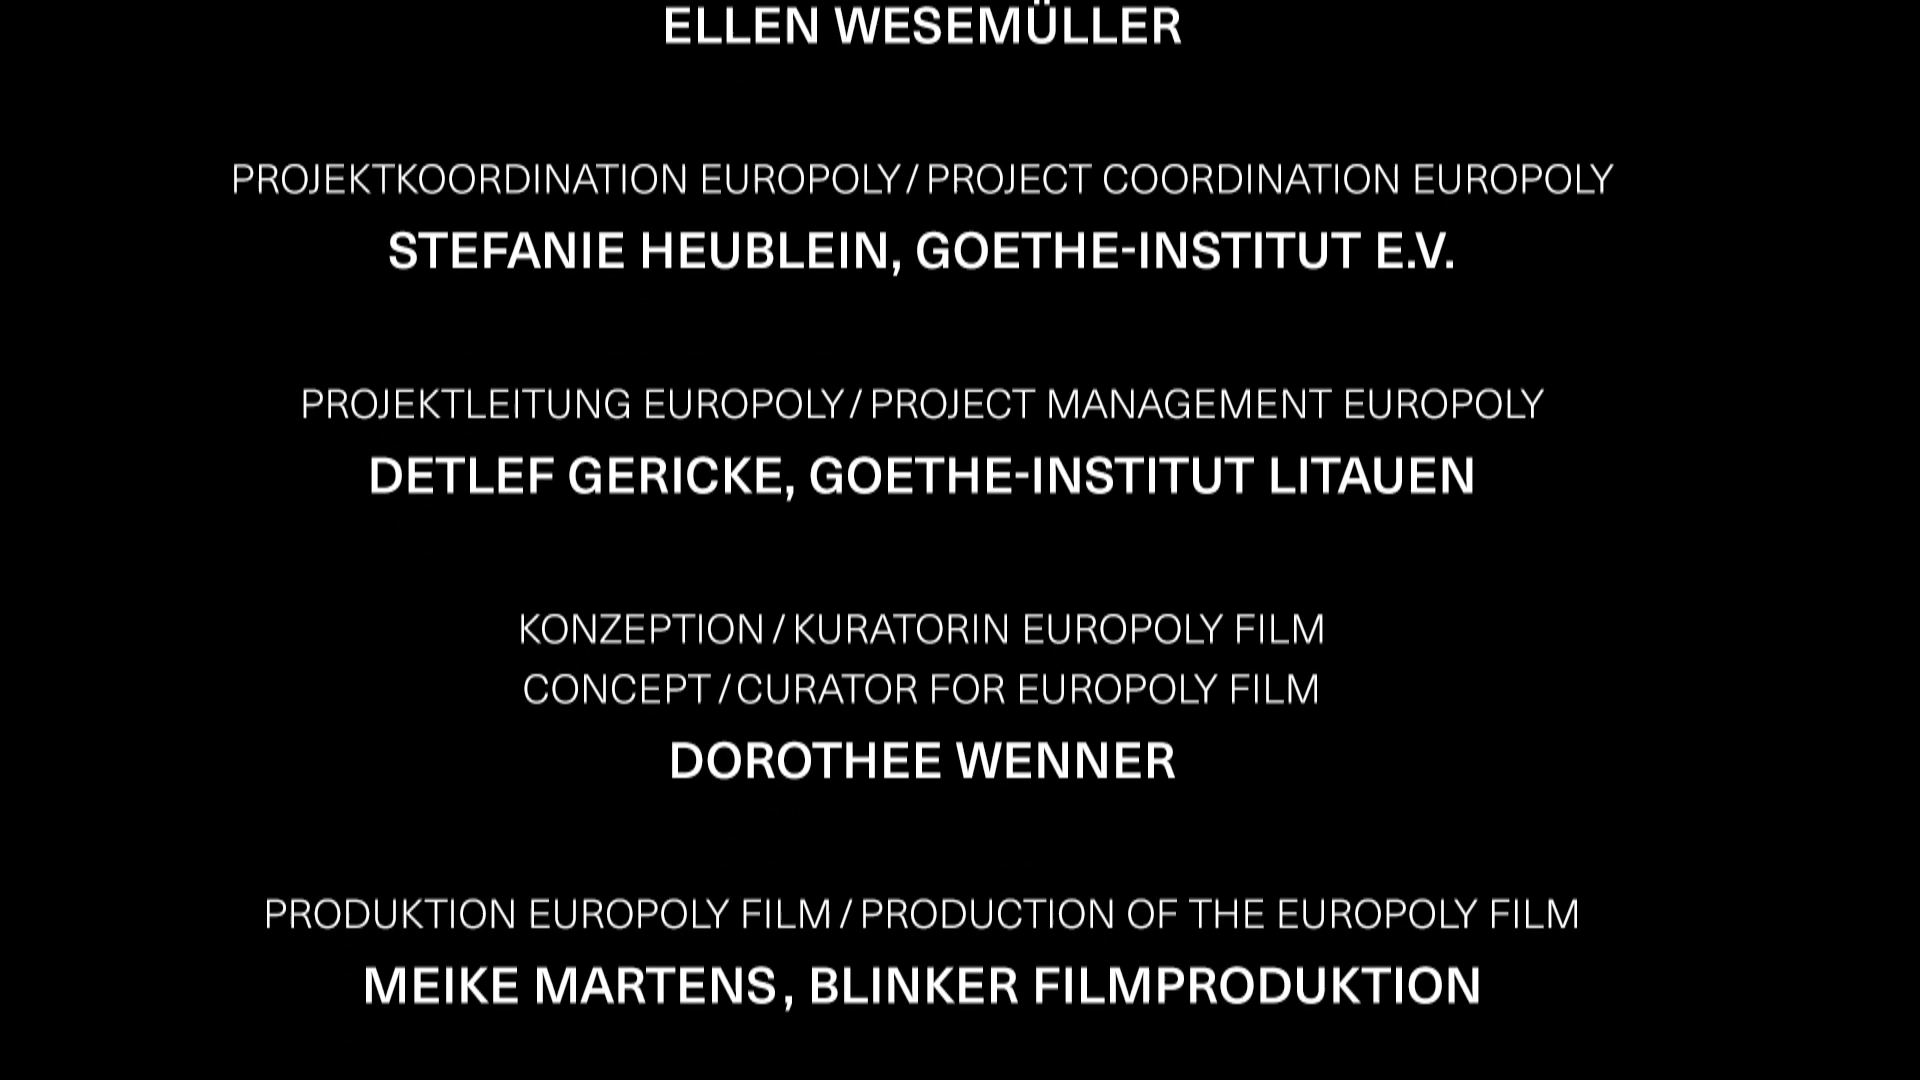 ELLEN WESEMÜLLER
PROJEKTKOORDINATION EUROPOLY / PROJECT COORDINATION EUROPOLY
STEFANIE HEUBLEIN, GOETHE-INSTITUT E.V.
PROJEKTLEITUNG EUROPOLY / PROJECT MANAGEMENT EUROPOLY
DETLEF GERICKE, GOETHE-INSTITUT LITAUEN
KONZEPTION / KURATORIN EUROPOLY FILM
CONCEPT / CURATOR FOR EUROPOLY FILM
DOROTHEE WENNER
PRODUKTION EUROPOLY FILM / PRODUCTION OF THE EUROPOLY FILM
MEIKE MARTENS, BLINKER FILMPRODUKTION